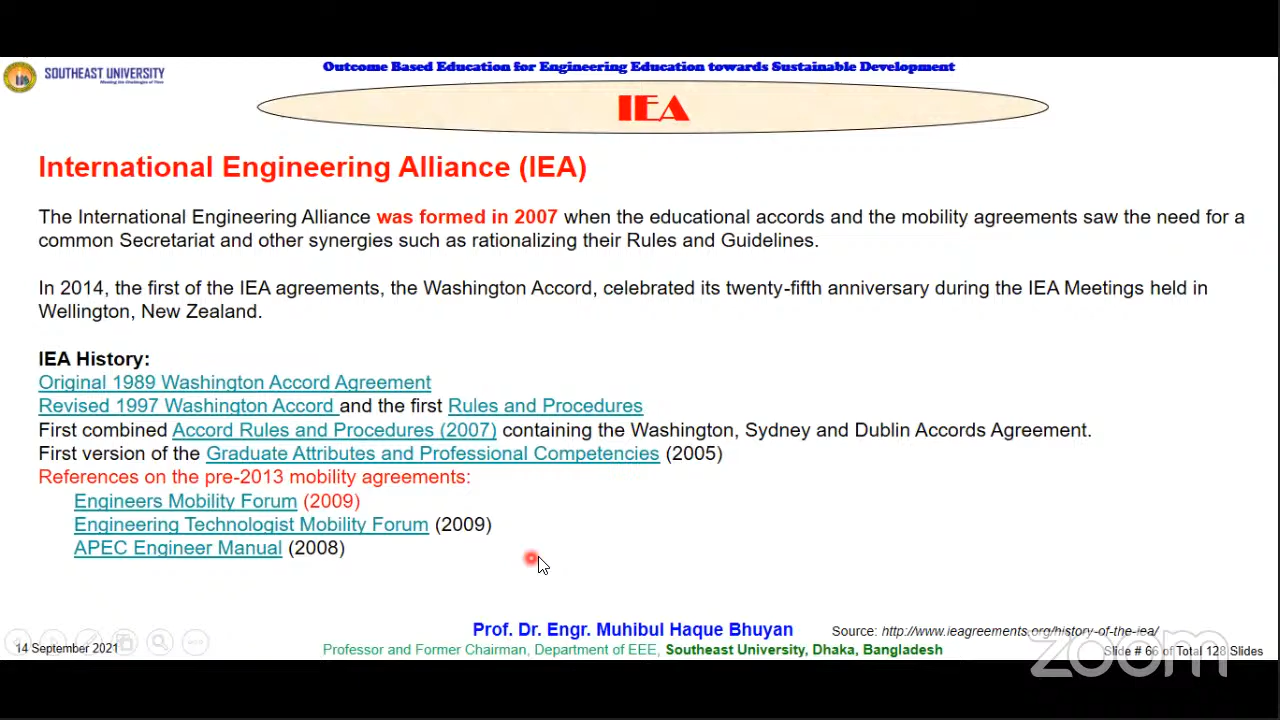 SOUTHEAST UNIVERSITY
Outcome Based Education for Engineering Education towards Sustainable Development
IEA
International Engineering Alliance (IEA)
The International Engineering Alliance was formed in 2007 when the educational accords and the mobility agreements saw the need for a
common Secretariat and other synergies such as rationalizing their Rules and Guidelines.
In 2014, the first of the IEA agreements, the Washington Accord, celebrated its twenty-fifth anniversary during the IEA Meetings held in
Wellington, New Zealand.
IEA History:
Original 1989 Washington Accord Agreement
Revised 1997 Washington Accord and the first Rules and Procedures
First combined Accord Rules and Procedures (2007) containing the Washington, Sydney and Dublin Accords Agreement.
First version of the Graduate Attributes and Professional Competencies (2005)
References on the pre-2013 mobility agreements:
Engineers Mobility Forum (2009)
Engineering Technologist Mobility Forum (2009)
APEC Engineer Manual (2008)
Prof. Dr. Engr. Muhibul Haque Bhuyan
Source: http://www.ieagreements.org/history-of-the-iea/
14 September 2021
Professor and Former Chairman, Department of EEE, Southeast University, Dhaka, Bangladesh
Slide # 66 of Total 128 Slides
zoom